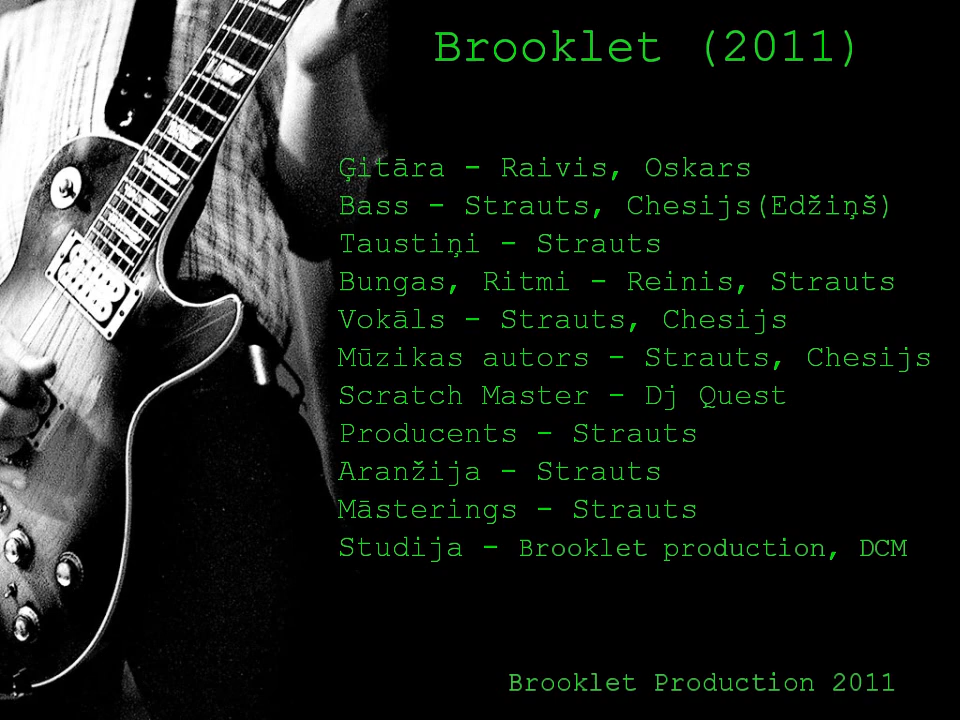 Brooklet (2011)
Ģitāra - Raivis, Oskars
Bass - Strauts, Chesijs(Edžiņš)
Taustiņi - Strauts
Bungas, Ritmi - Reinis, Strauts
Vokāls - Strauts, Chesijs
Mūzikas autors - Strauts, Chesijs
Scratch Master - Dj Quest
Producents - Strauts
Aranžija - Strauts
Māsterings - Strauts
Studija - Brooklet production, DCM
Brooklet Production 2011